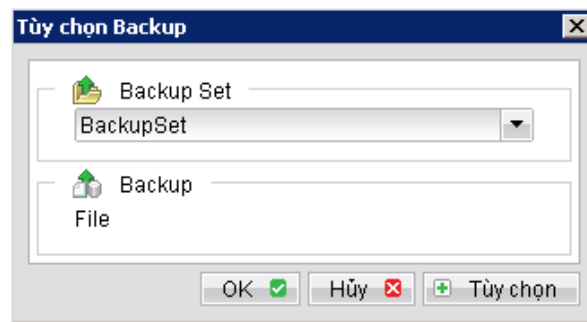 Tùy chọn Backup
Backup Set
BackupSet
Backup
File
OK Hủy Tùy chọn